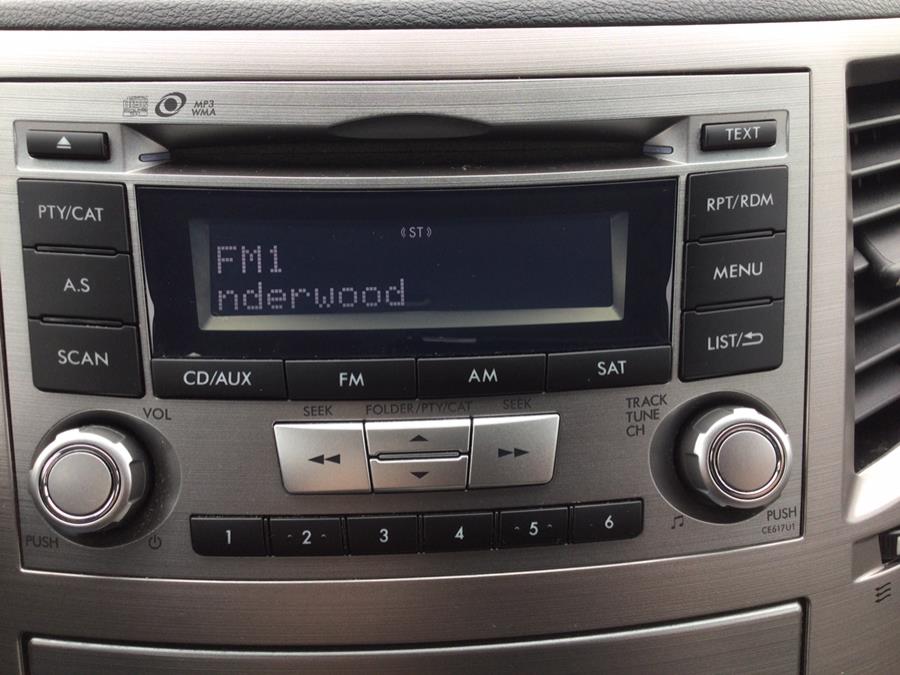 MP3
WMA
TEXT
PTY/CAT
RPT/RDM
((ST))
FM1
A.S
MENU
nderwood
SCAN
LIST/
CD/AUX
FM
AM
SAT
VOL
SEEK
FOLDER/PTY/CAT
SEEK
TRACK
TUNE
CH
PUSH
1
2
3
4
5
6
PUSH
CE617U1